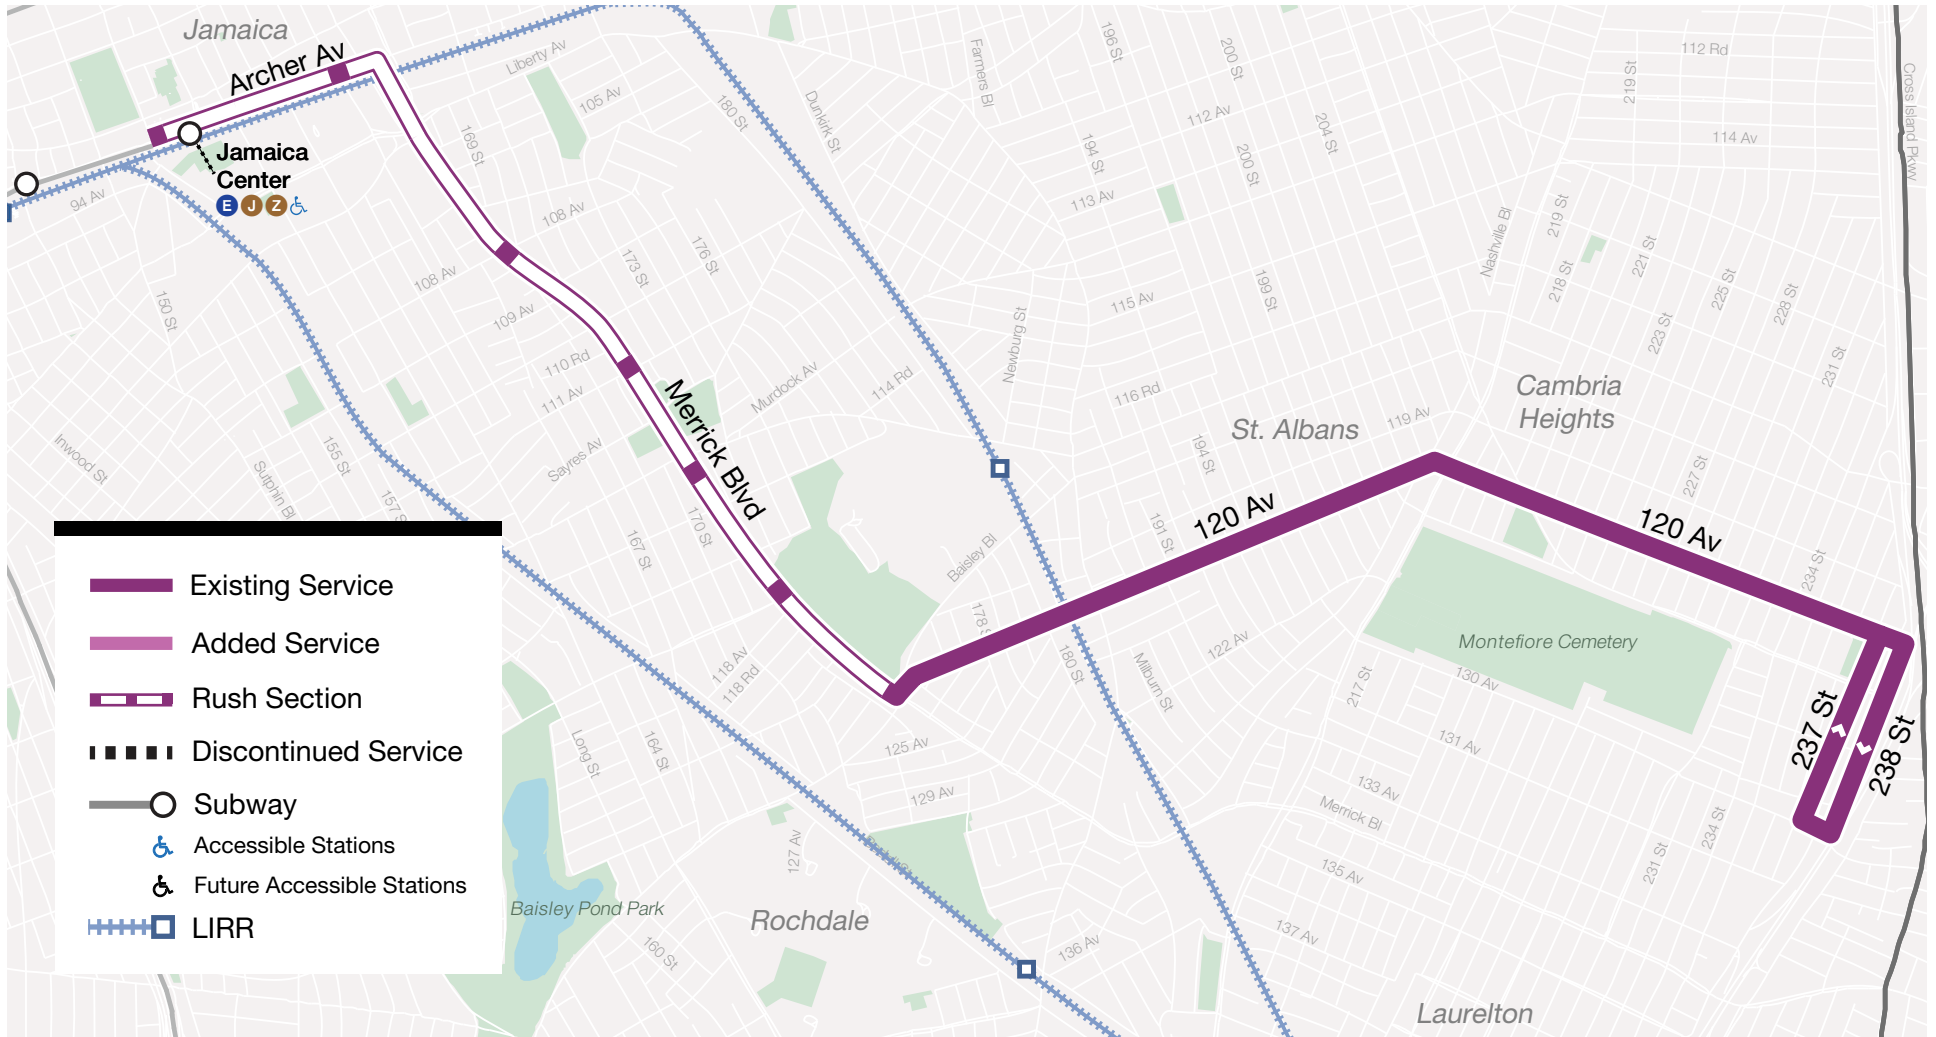 Jamaica
Archer Av
Liberty Av
105 Av
180 St
Dunkirk St
Farmers Bl
196 St
200 St
112 Rd
219 St
Cross Island Pkwy
114 Av
112 Av
204 St
194 St
200 St
113 Av
169 St
Jamaica
Center
E J Z
94 Av
108 Av
176 St
173 St
108 Av
150 St
109 Av
110 Rd
111 Av
Murdock Av
114 Rd
Newburg St
115 Av
199 St
116 Rd
Nashville Bl
219 St
218 St
221 St
225 St
223 St
228 St
231 St
Cambria
Heights
St. Albans
119 Av
194 St
227 St
Merrick Blvd
Sayres Av
Inwood St
Sutphin Bl
155 St
157 S
170 St
167 St
Baisley Bl
191 St
120 Av
120 Av
234 St
178 S
180 St
Milburn St
122 Av
217 St
Montefiore Cemetery
130 Av
131 Av
133 Av
Merrick Bl
135 Av
137 Av
231 St
234 St
237 St
238 St
118 Av
118 Rd
Long St
164 St
125 Av
129 Av
127 Av
Baisley Pond Park
Rochdale
160 St
136 Av
Laurelton
Existing Service
Added Service
Rush Section
Discontinued Service
Subway
Accessible Stations
Future Accessible Stations
LIRR